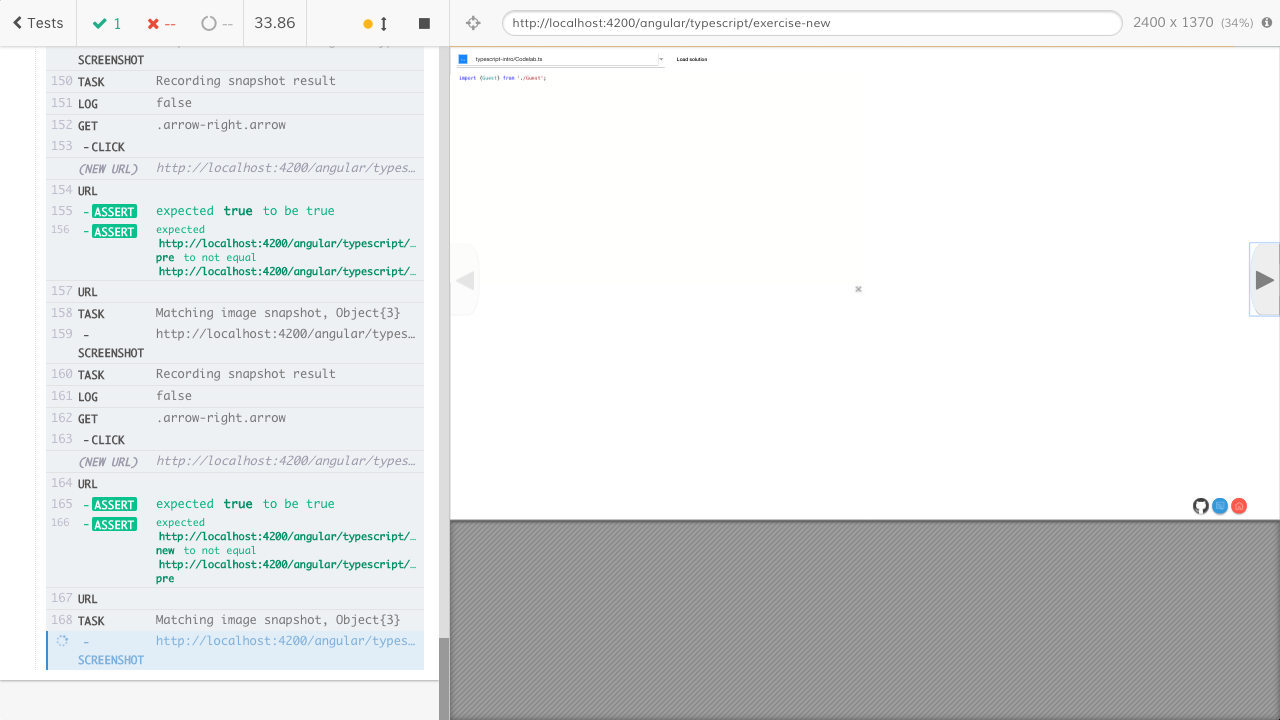 Tests
1
--
--
33.86
http://localhost:4200/angular/typescript/exercise-new
2400 x 1370 (34%)
SCREENSHOT
150 TASK Recording snapshot result
151 LOG false
152 GET .arrow-right.arrow
153 - CLICK
(NEW URL) http://localhost:4200/angular/types...
154 URL
155 - ASSERT expected true to be true
156 - ASSERT expected
http://localhost:4200/angular/typescript/...
pre to not equal
http://localhost:4200/angular/typescript/...
157 URL
158 TASK Matching image snapshot, Object{3}
159 - http://localhost:4200/angular/types...
SCREENSHOT
160 TASK Recording snapshot result
161 LOG false
162 GET .arrow-right.arrow
163 - CLICK
(NEW URL) http://localhost:4200/angular/types...
164 URL
165 - ASSERT expected true to be true
166 - ASSERT expected
http://localhost:4200/angular/typescript/...
new to not equal
http://localhost:4200/angular/typescript/...
pre
167 URL
168 TASK Matching image snapshot, Object{3}
- http://localhost:4200/angular/types...
SCREENSHOT
typescript-intro/Codelab.ts
Load solution
import {Guest} from './Guest';